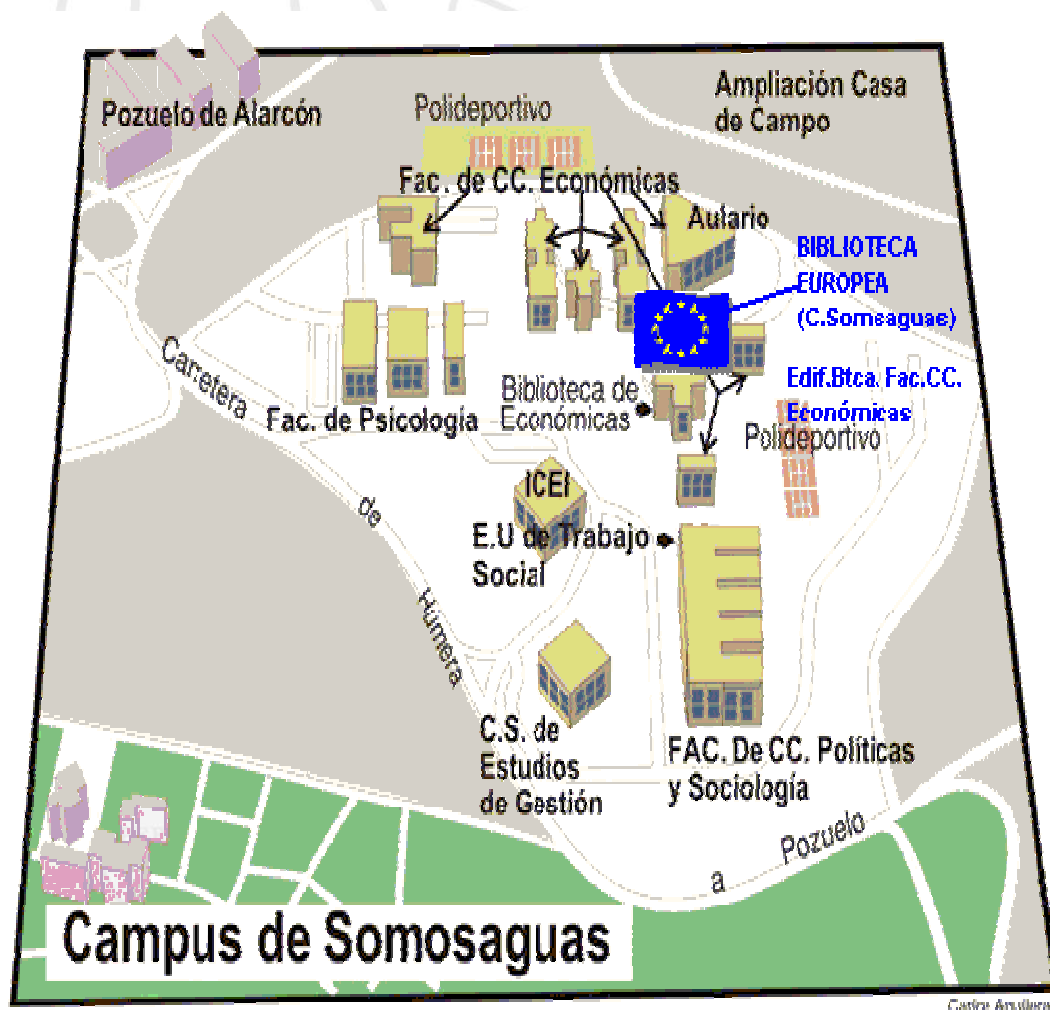 Pozuelo de Alarcón
Polideportivo
Ampliación Casa
de Campo
Fac. de CC. Económicas
Aulario
BIBLIOTECA
EUROPEA
(C.Someaguas)
Edif.Btca. Fac.CC.
Económicas
Biblioteca de
Económicas
Polideportivo
Fac. de Psicología
Carretera
de
Húmera
a
Pozuelo
ICEI
E.U de Trabajo
Social
C.S. de
Estudios
de Gestión
FAC. De CC. Políticas
y Sociología
Campus de Somosaguas